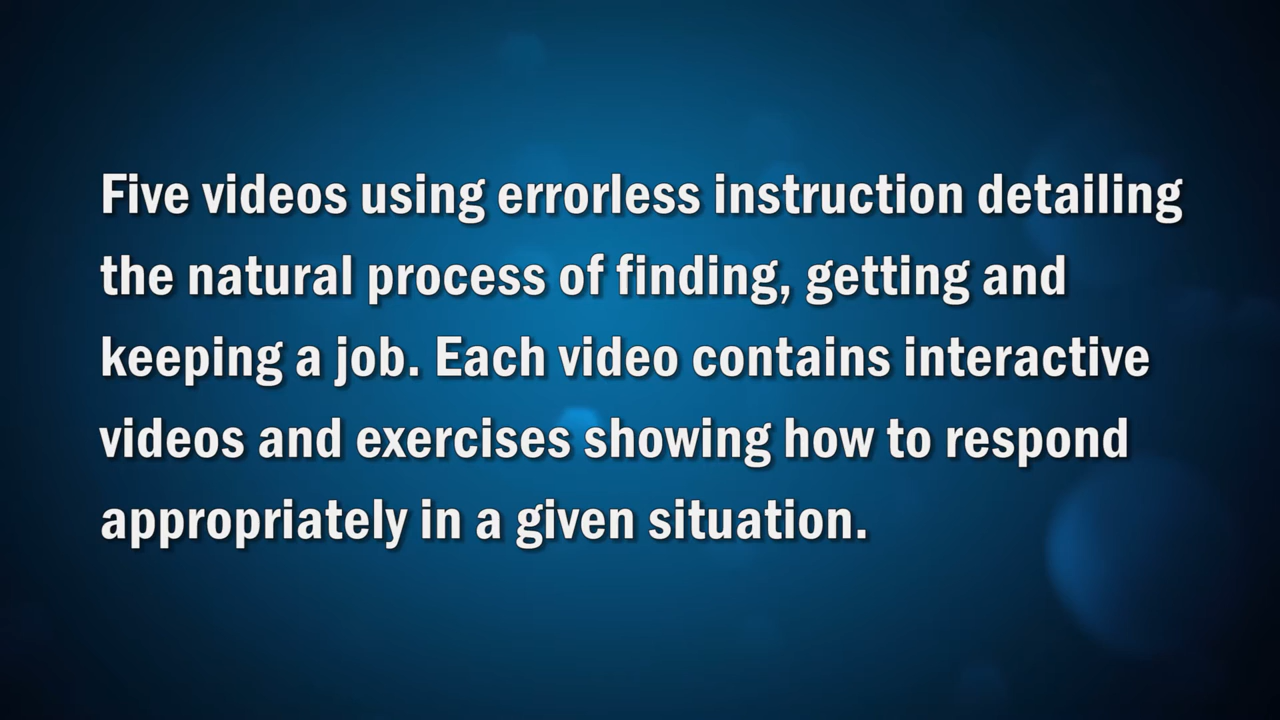 Five videos using errorless instruction detailing
the natural process of finding, getting and
keeping a job. Each video contains interactive
videos and exercises showing how to respond
appropriately in a given situation.